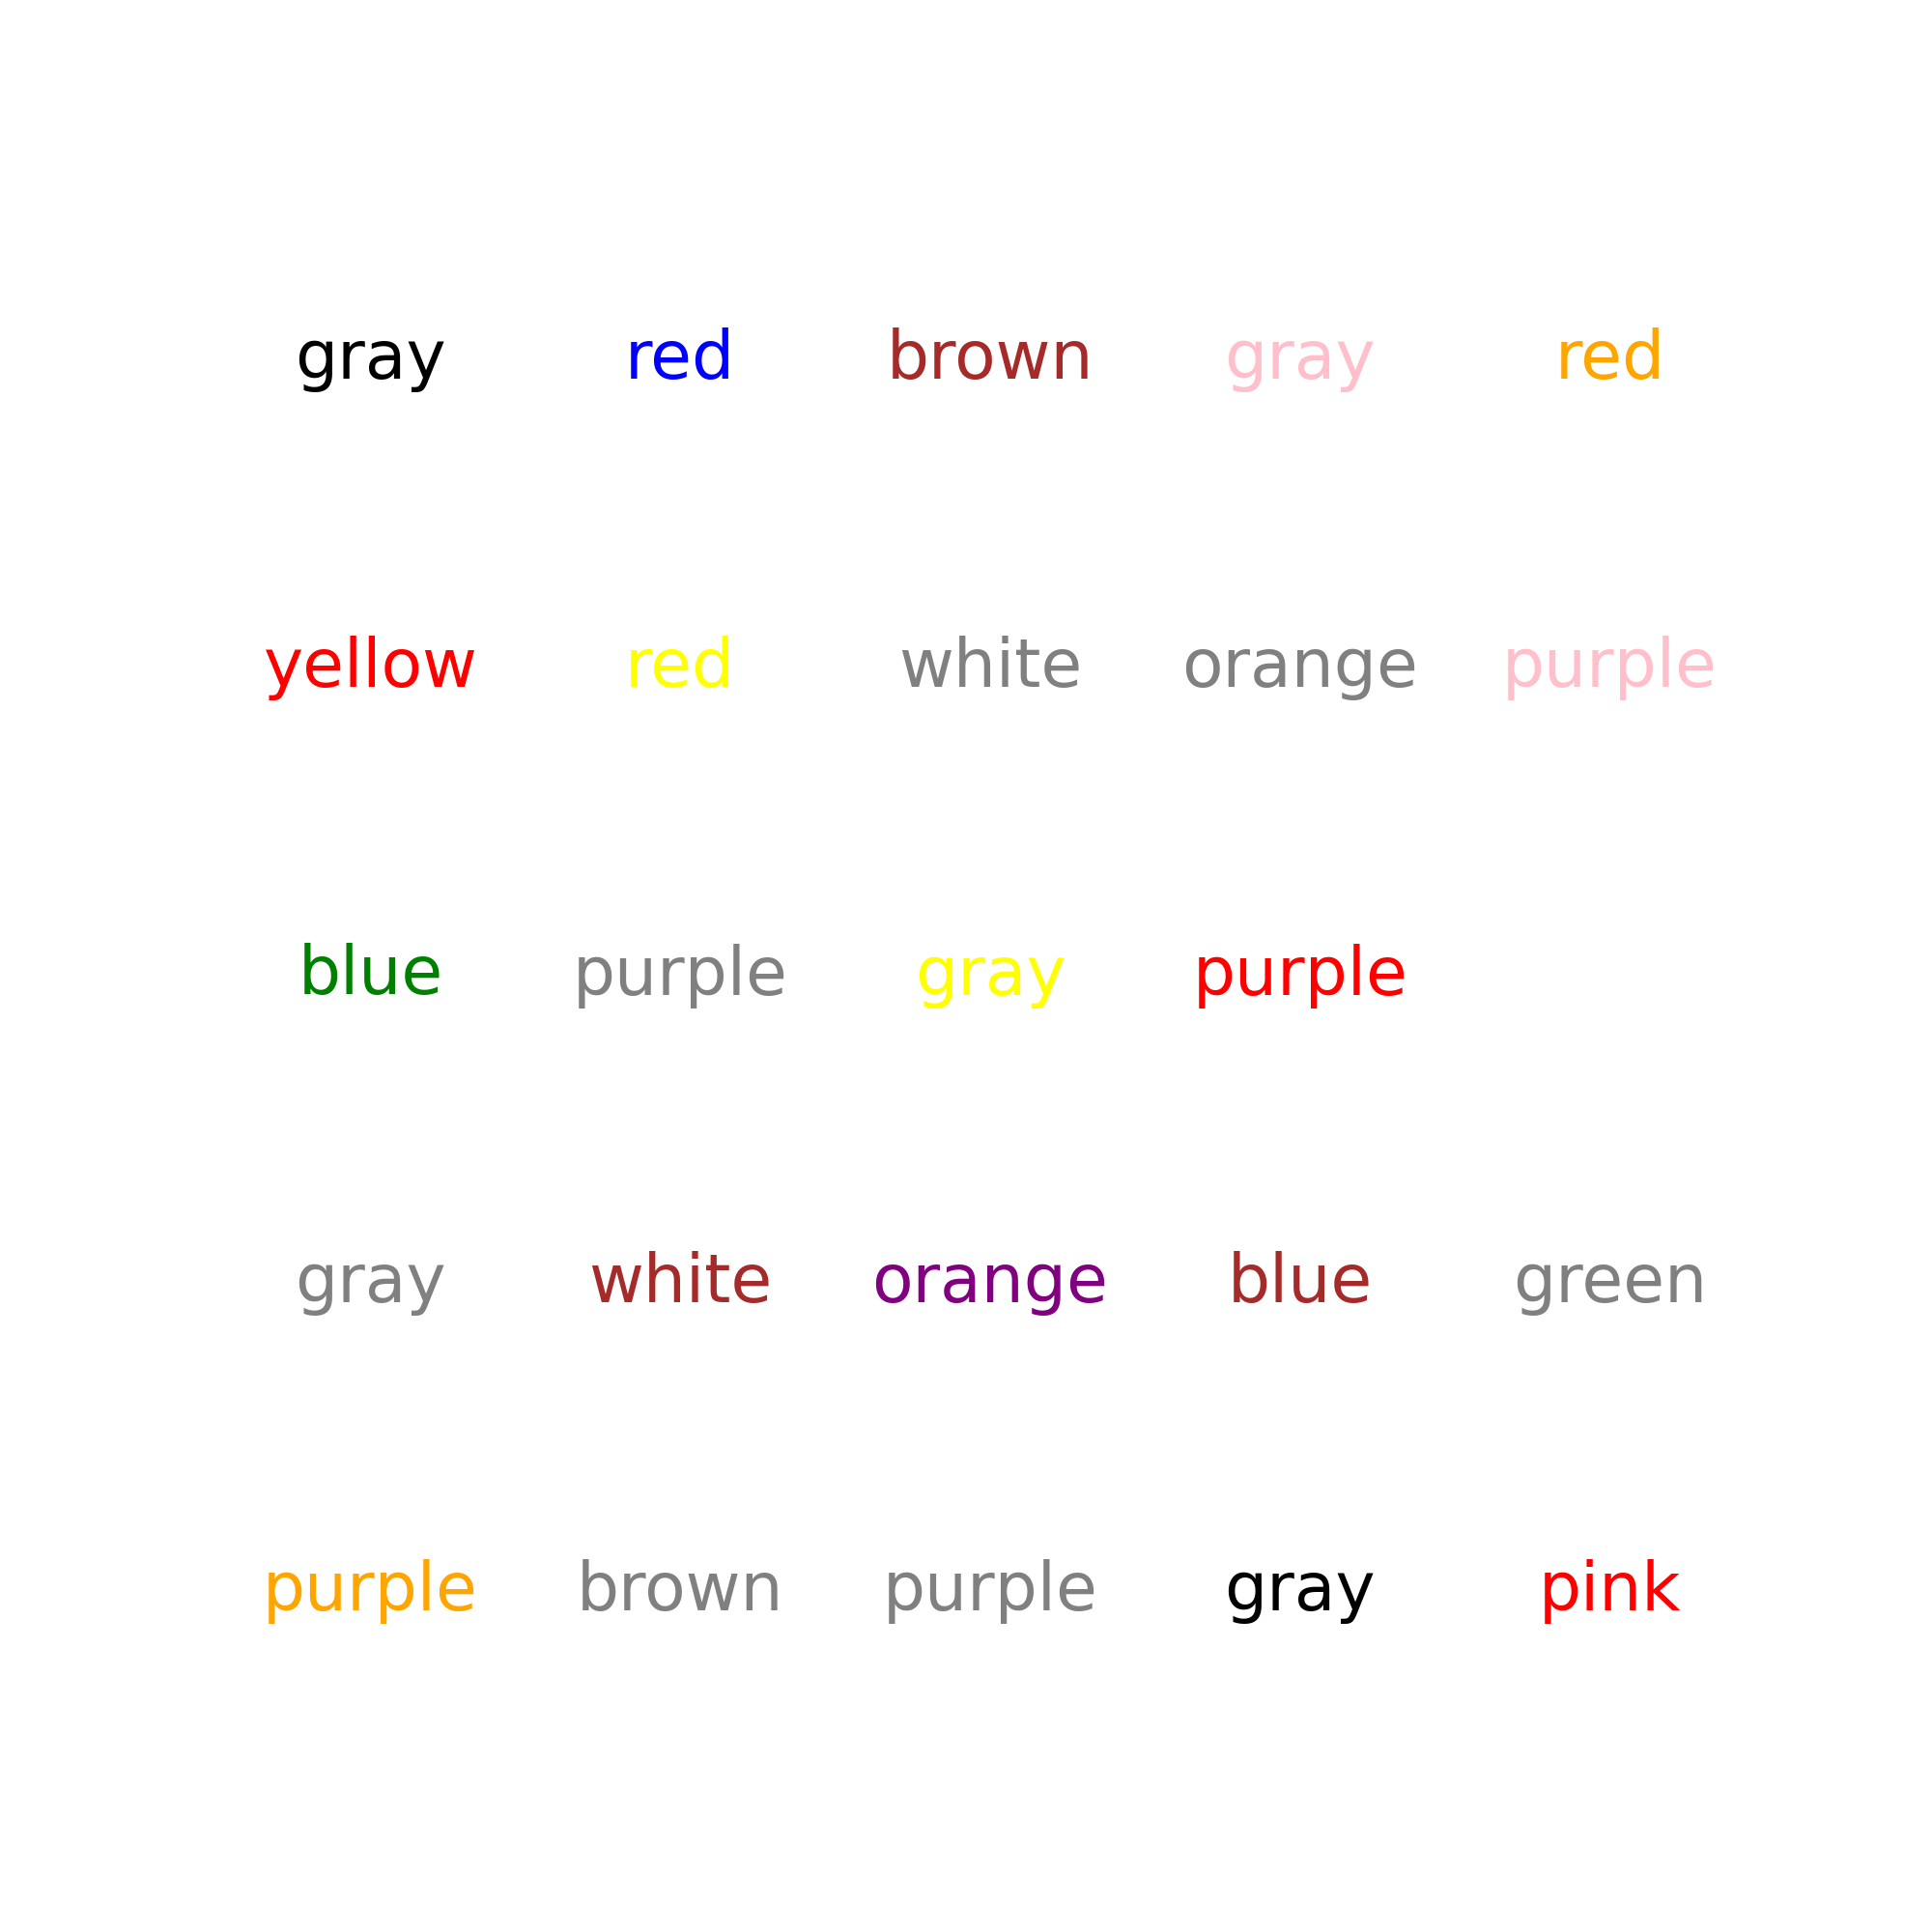 gray red brown gray red
yellow red white orange purple
blue purple gray purple
gray white orange blue green
purple brown purple gray pink